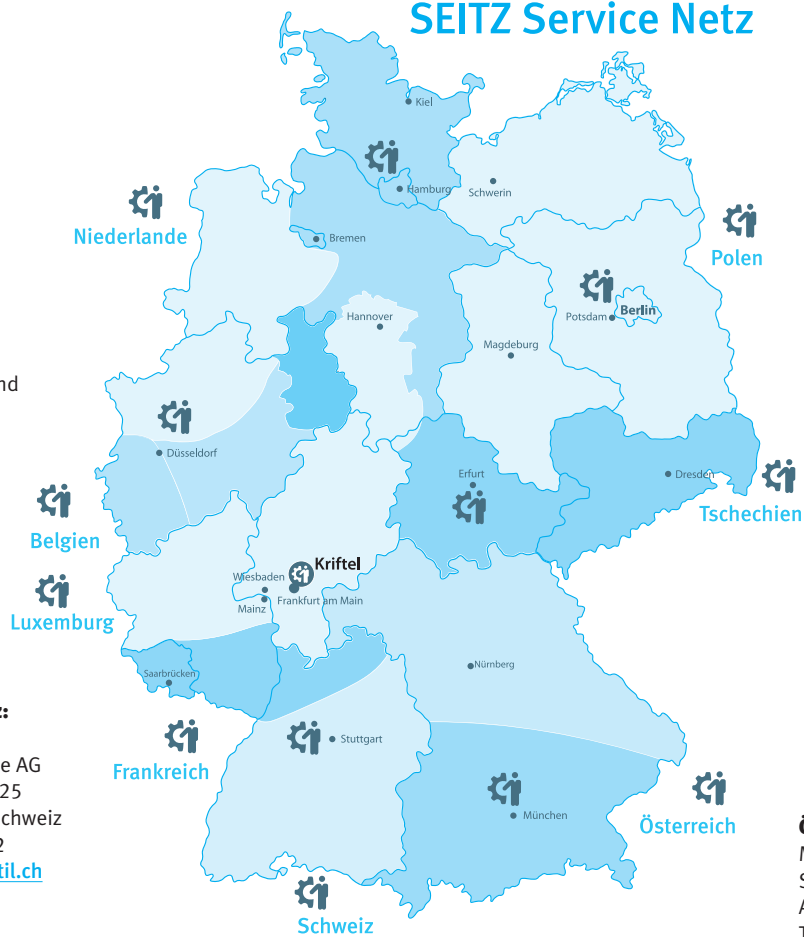 SEITZ Service Netz
Kiel
Hamburg
Schwerin
Niederlande
Bremen
Polen
Hannover
Potsdam
Berlin
Magdeburg
nd
Düsseldorf
Erfurt
Dresden
Tschechien
Belgien
Kriftel
Wiesbaden
Frankfurt am Main
Mainz
Luxemburg
Nürnberg
Saarbrücken
z:
Stuttgart
e AG
Frankreich
25
chweiz
2
til.ch
München
Österreich
Schweiz
Ö
M
S
A
T